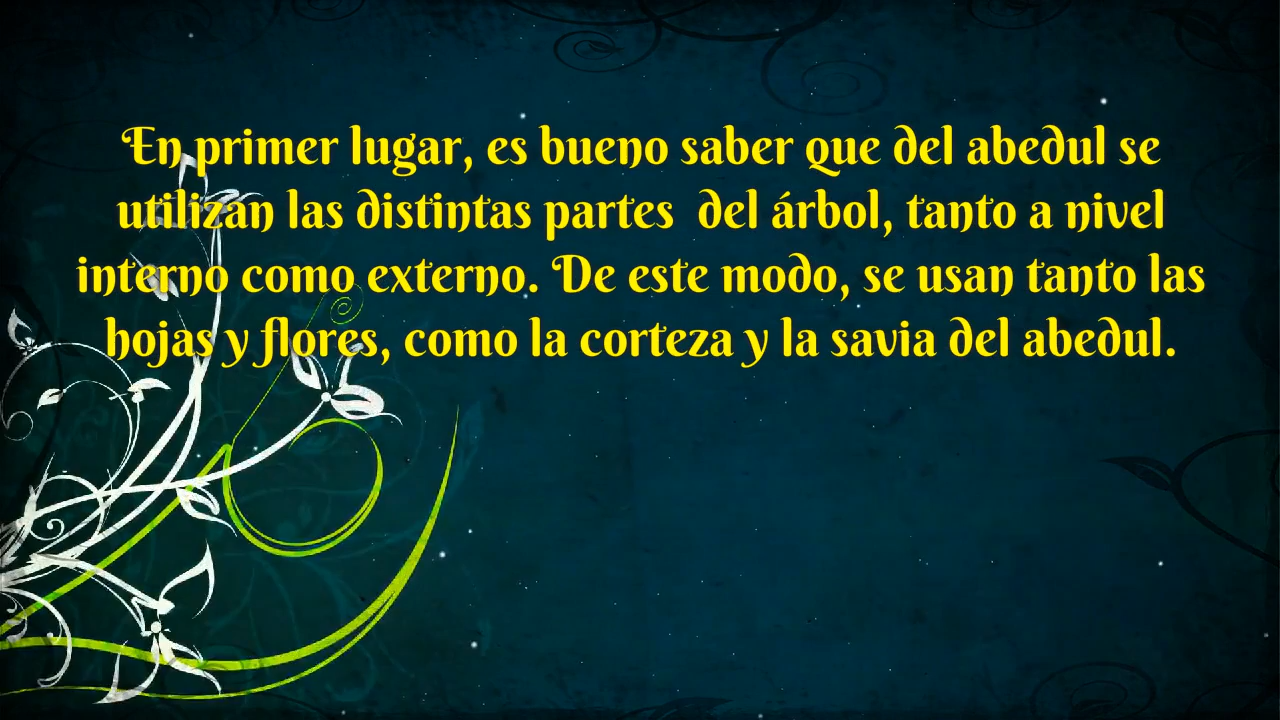 En primer lugar, es bueno saber que del abedul se
utilizan las distintas partes del árbol, tanto a nivel
interno como externo. De este modo, se usan tanto las
hojas y flores, como la corteza y la savia del abedul.